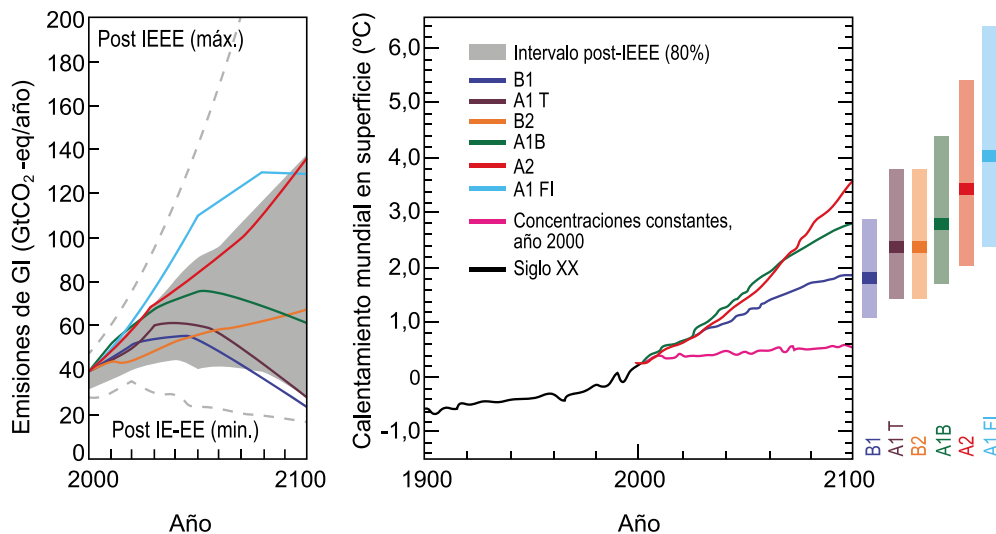 Emisiones de GI (GtCO2 -eq/año)
200
180
160
140
120
100
80
60
40
20
0
Post IEEE (máx.)
Post IE-EE (min.)
2000
2100
Año
Calentamiento mundial en superficie (ºC)
6,0
5,0
4,0
3,0
2,0
1,0
0
-1,0
Intervalo post-IEEE (80%)
B1
A1 T
B2
A1B
A2
A1 FI
Concentraciones constantes,
año 2000
Siglo XX
1900
2000
2100
Año
B1
A1 T
B2
A1B
A2
A1 FI